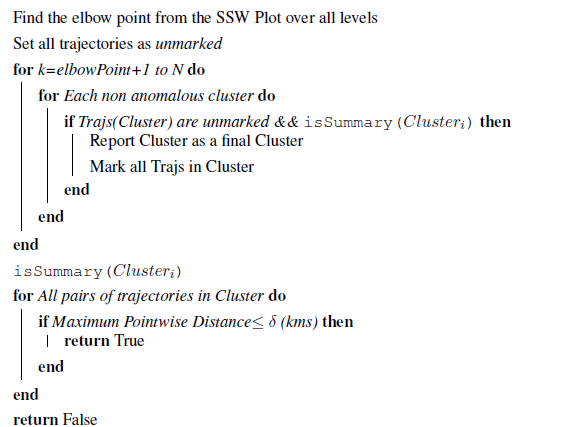 Find the elbow point from the SSW Plot over all levels
Set all trajectories as unmarked
for k=elbowPoint+1 to N do
for Each non anomalous cluster do
if Trajs(Cluster) are unmarked && isSummary(Cluster_i) then
Report Cluster as a final Cluster
Mark all Trajs in Cluster
end
end
end
isSummary(Cluster_i)
for All pairs of trajectories in Cluster do
if Maximum Pointwise Distance≤ δ (kms) then
return True
end
end
return False